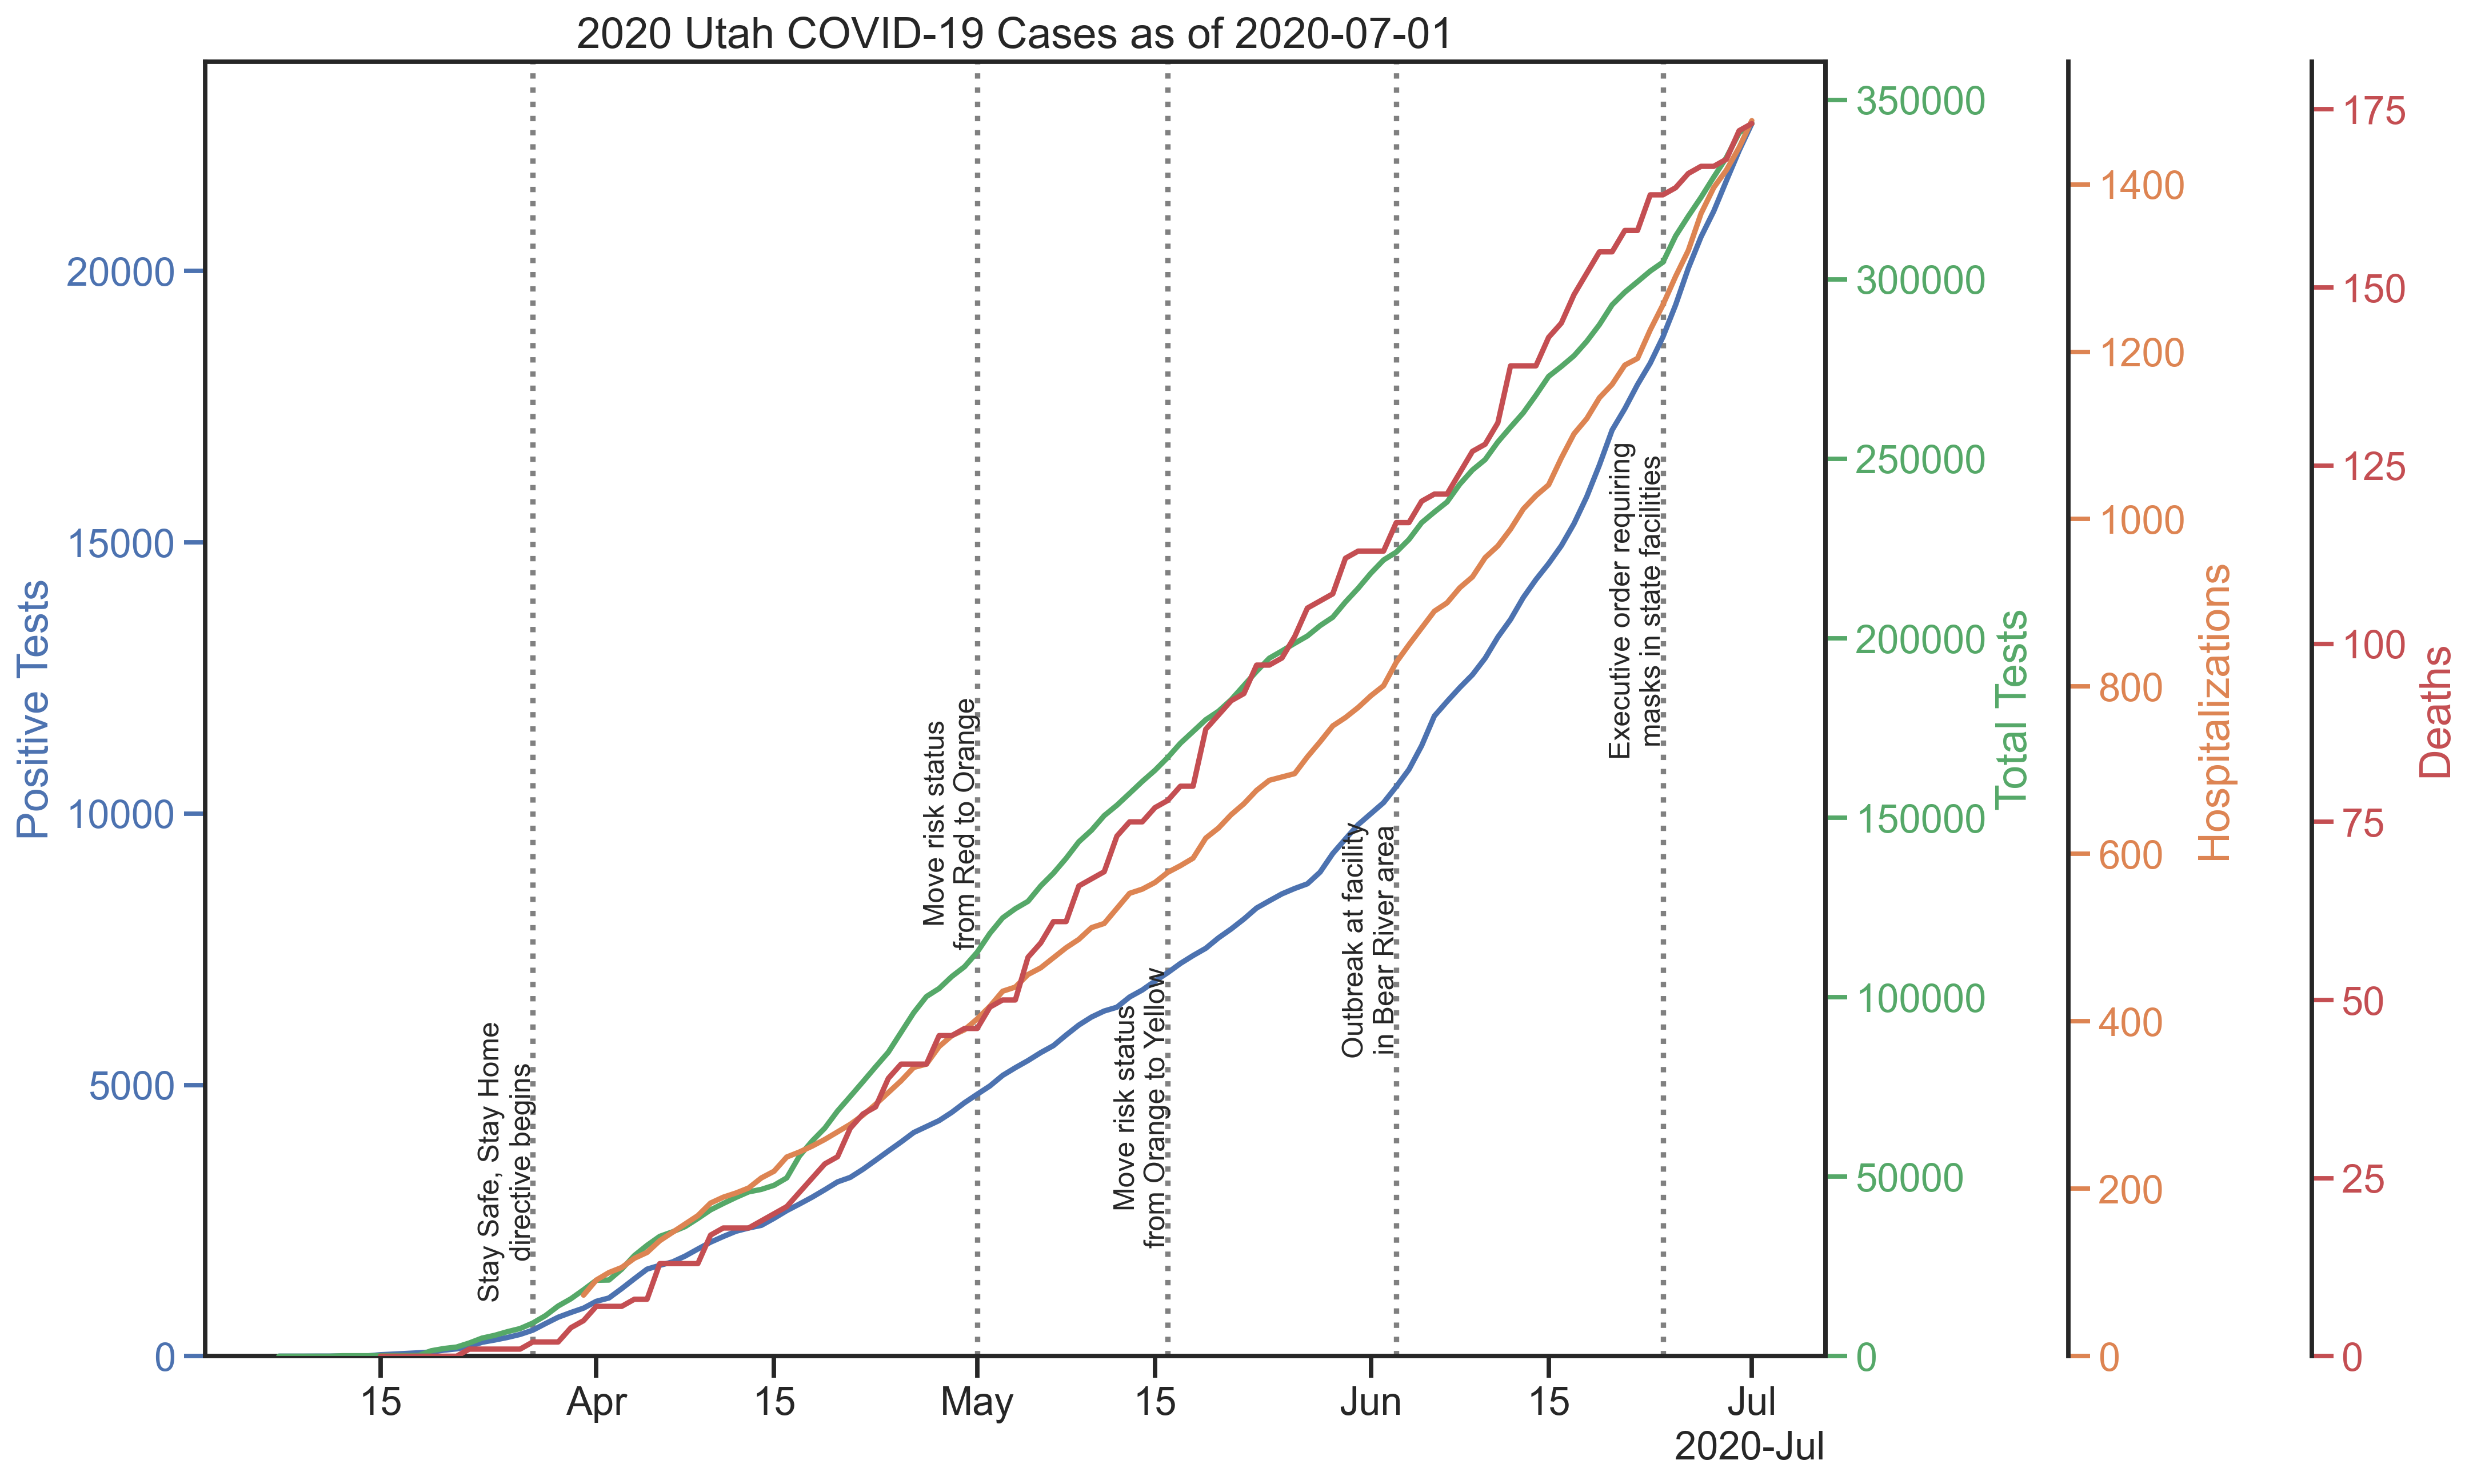 2020 Utah COVID-19 Cases as of 2020-07-01
Positive Tests
20000
15000
10000
5000
0
Stay Safe, Stay Home
directive begins
Move risk status
from Red to Orange
Move risk status
from Orange to Yellow
Outbreak at facility
in Bear River area
Executive order requiring
masks in state facilities
15
Apr
15
May
15
Jun
15
Jul
2020-Jul
350000
300000
250000
200000
150000
100000
50000
0
Total Tests
1400
1200
1000
800
600
400
200
0
Hospitalizations
175
150
125
100
75
50
25
0
Deaths